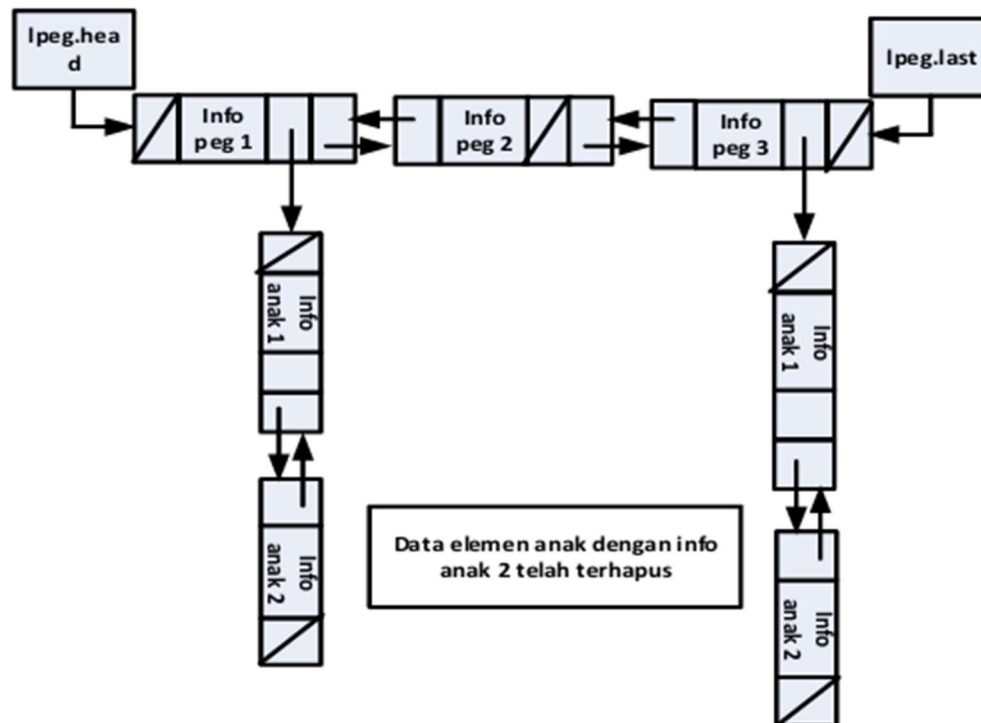 lpeg.hea
d
lpeg.last
Info
peg 1
Info
peg 2
Info
peg 3
Info
anak 1
Info
anak 1
Info
anak 2
Data elemen anak dengan info
anak 2 telah terhapus
Info
anak 2